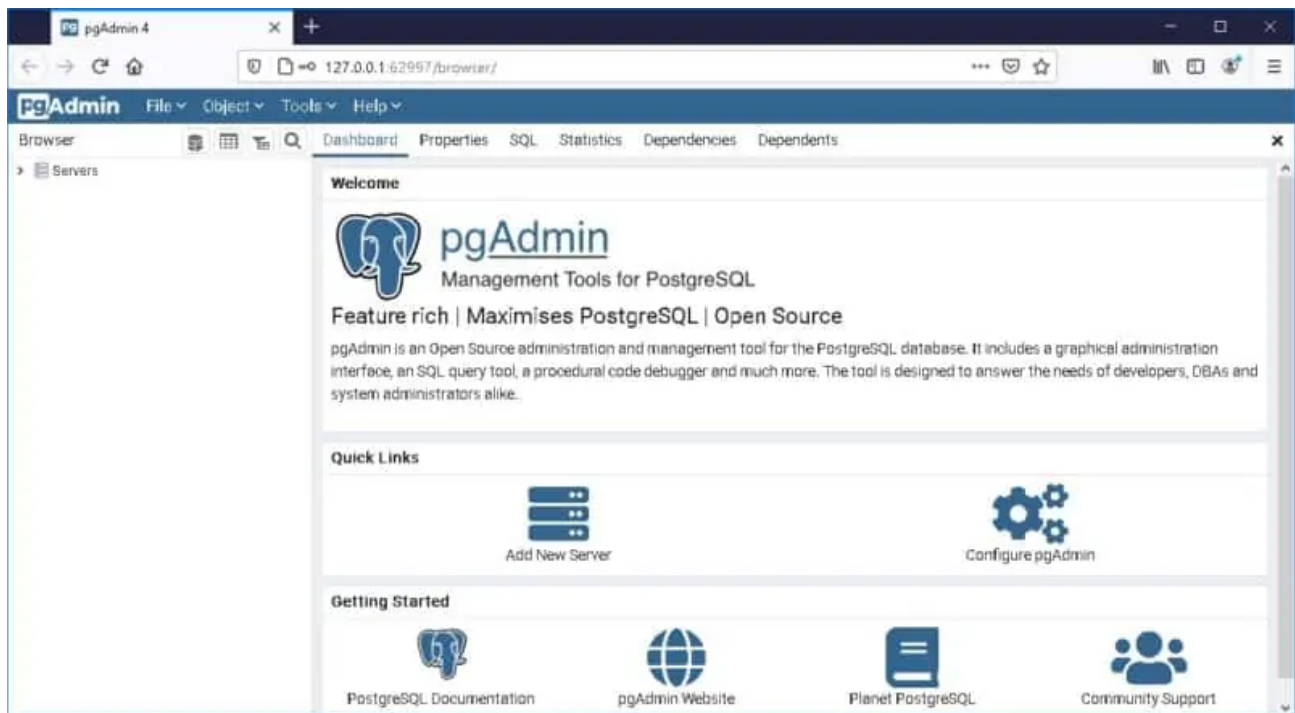 pgAdmin 4
127.0.0.1:62997/browser/
pgAdmin File Object Tools Help
Browser
Dashboard Properties SQL Statistics Dependencies Dependents
Servers
Welcome
pgAdmin
Management Tools for PostgreSQL
Feature rich | Maximises PostgreSQL | Open Source
pgAdmin is an Open Source administration and management tool for the PostgreSQL database. It includes a graphical administration
interface, an SQL query tool, a procedural code debugger and much more. The tool is designed to answer the needs of developers, DBAs and
system administrators alike.
Quick Links
Add New Server
Configure pgAdmin
Getting Started
PostgreSQL Documentation
pgAdmin Website
Planet PostgreSQL
Community Support